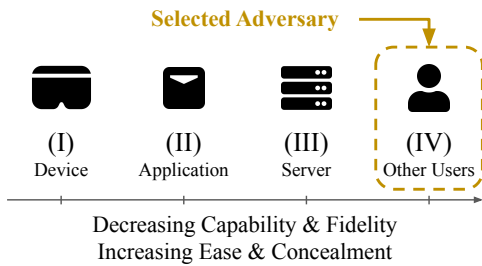 Selected Adversary
(I) (II) (III) (IV)
Device Application Server Other Users
Decreasing Capability & Fidelity
Increasing Ease & Concealment